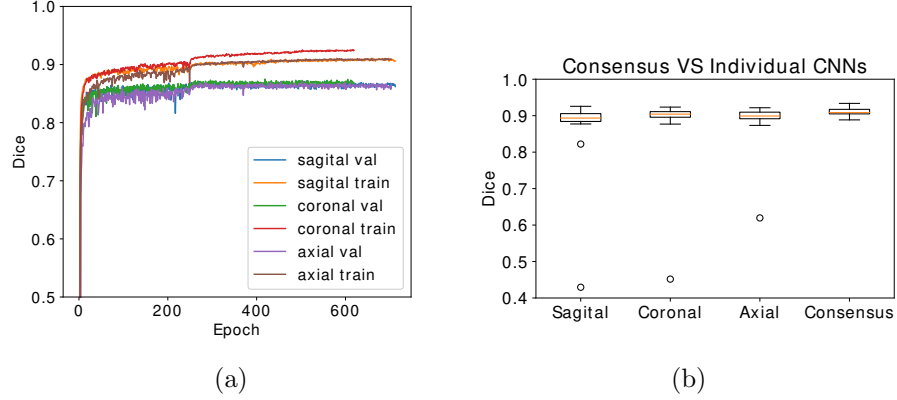 1.0
0.9
0.8
0.7
0.6
0.5
Dice
sagital val
sagital train
coronal val
coronal train
axial val
axial train
0 200 400 600
Epoch
(a)
Consensus VS Individual CNNs
1.0
0.9
0.8
0.7
0.6
0.5
0.4
Dice
Sagital Coronal Axial Consensus
(b)